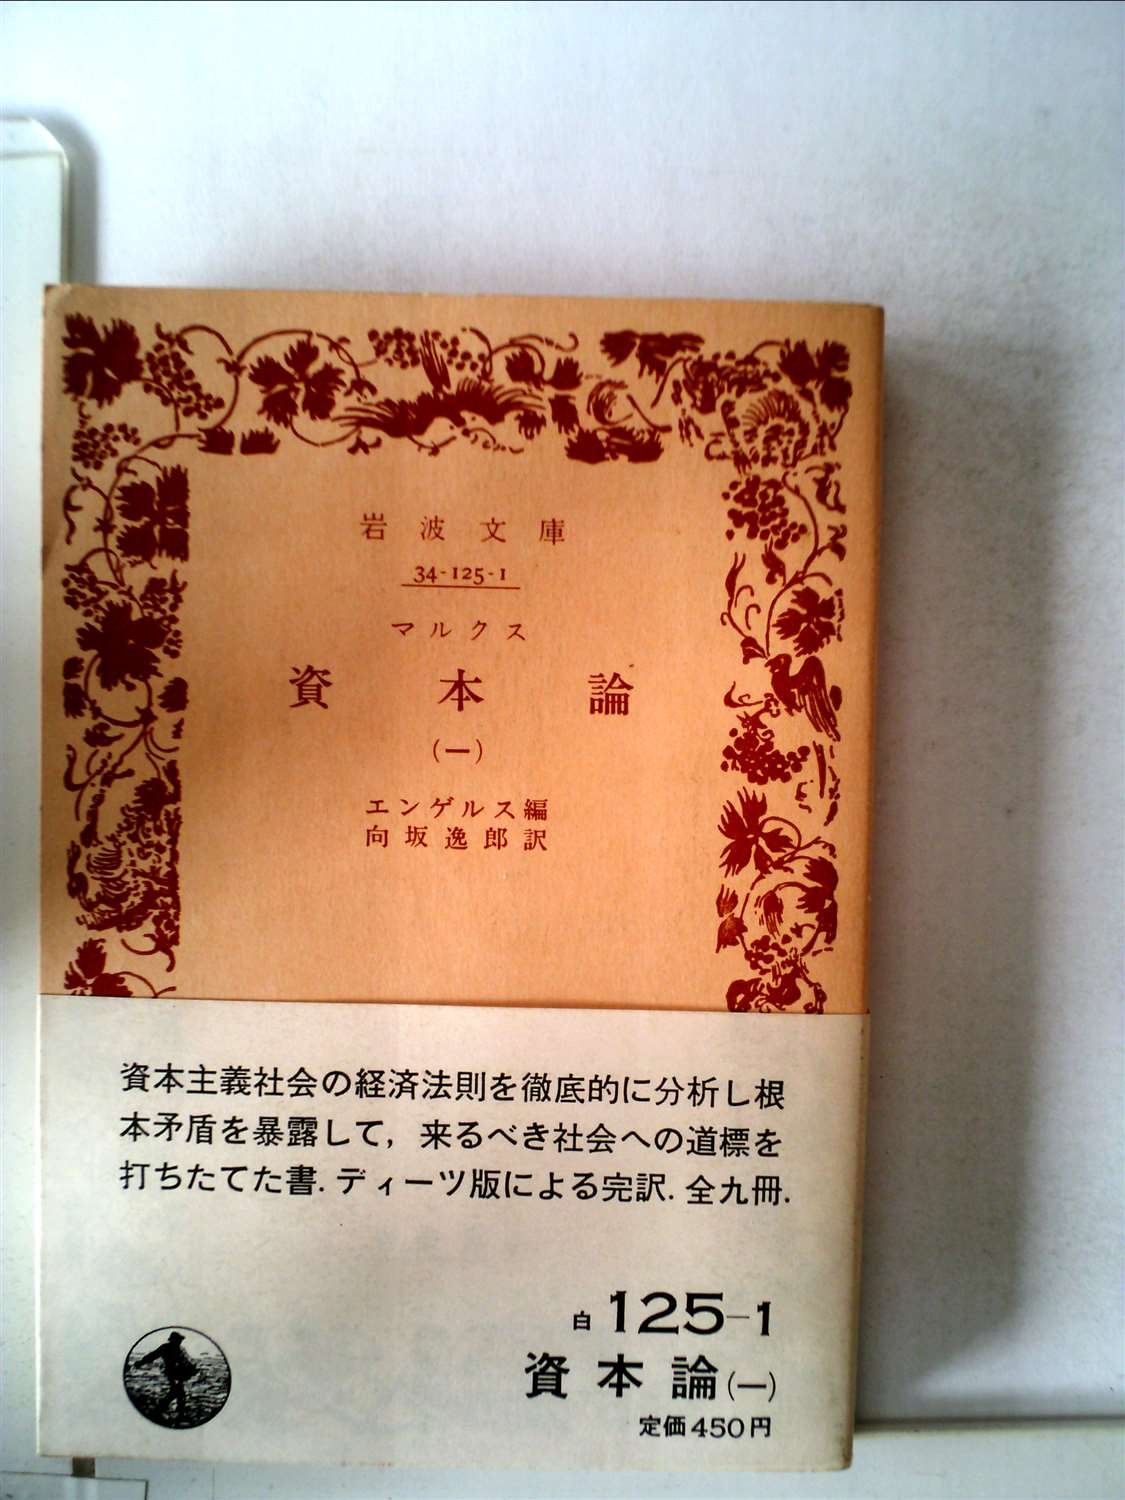 岩波文庫
34-125-1
マルクス
資本論
(一)
エンゲルス編
向坂逸郎訳
資本主義社会の経済法則を徹底的に分析し根
本矛盾を暴露して，来るべき社会への道標を
打ちたてた書．ディーツ版による完訳．全九冊．
白 125-1
資本論(一)
定価450円